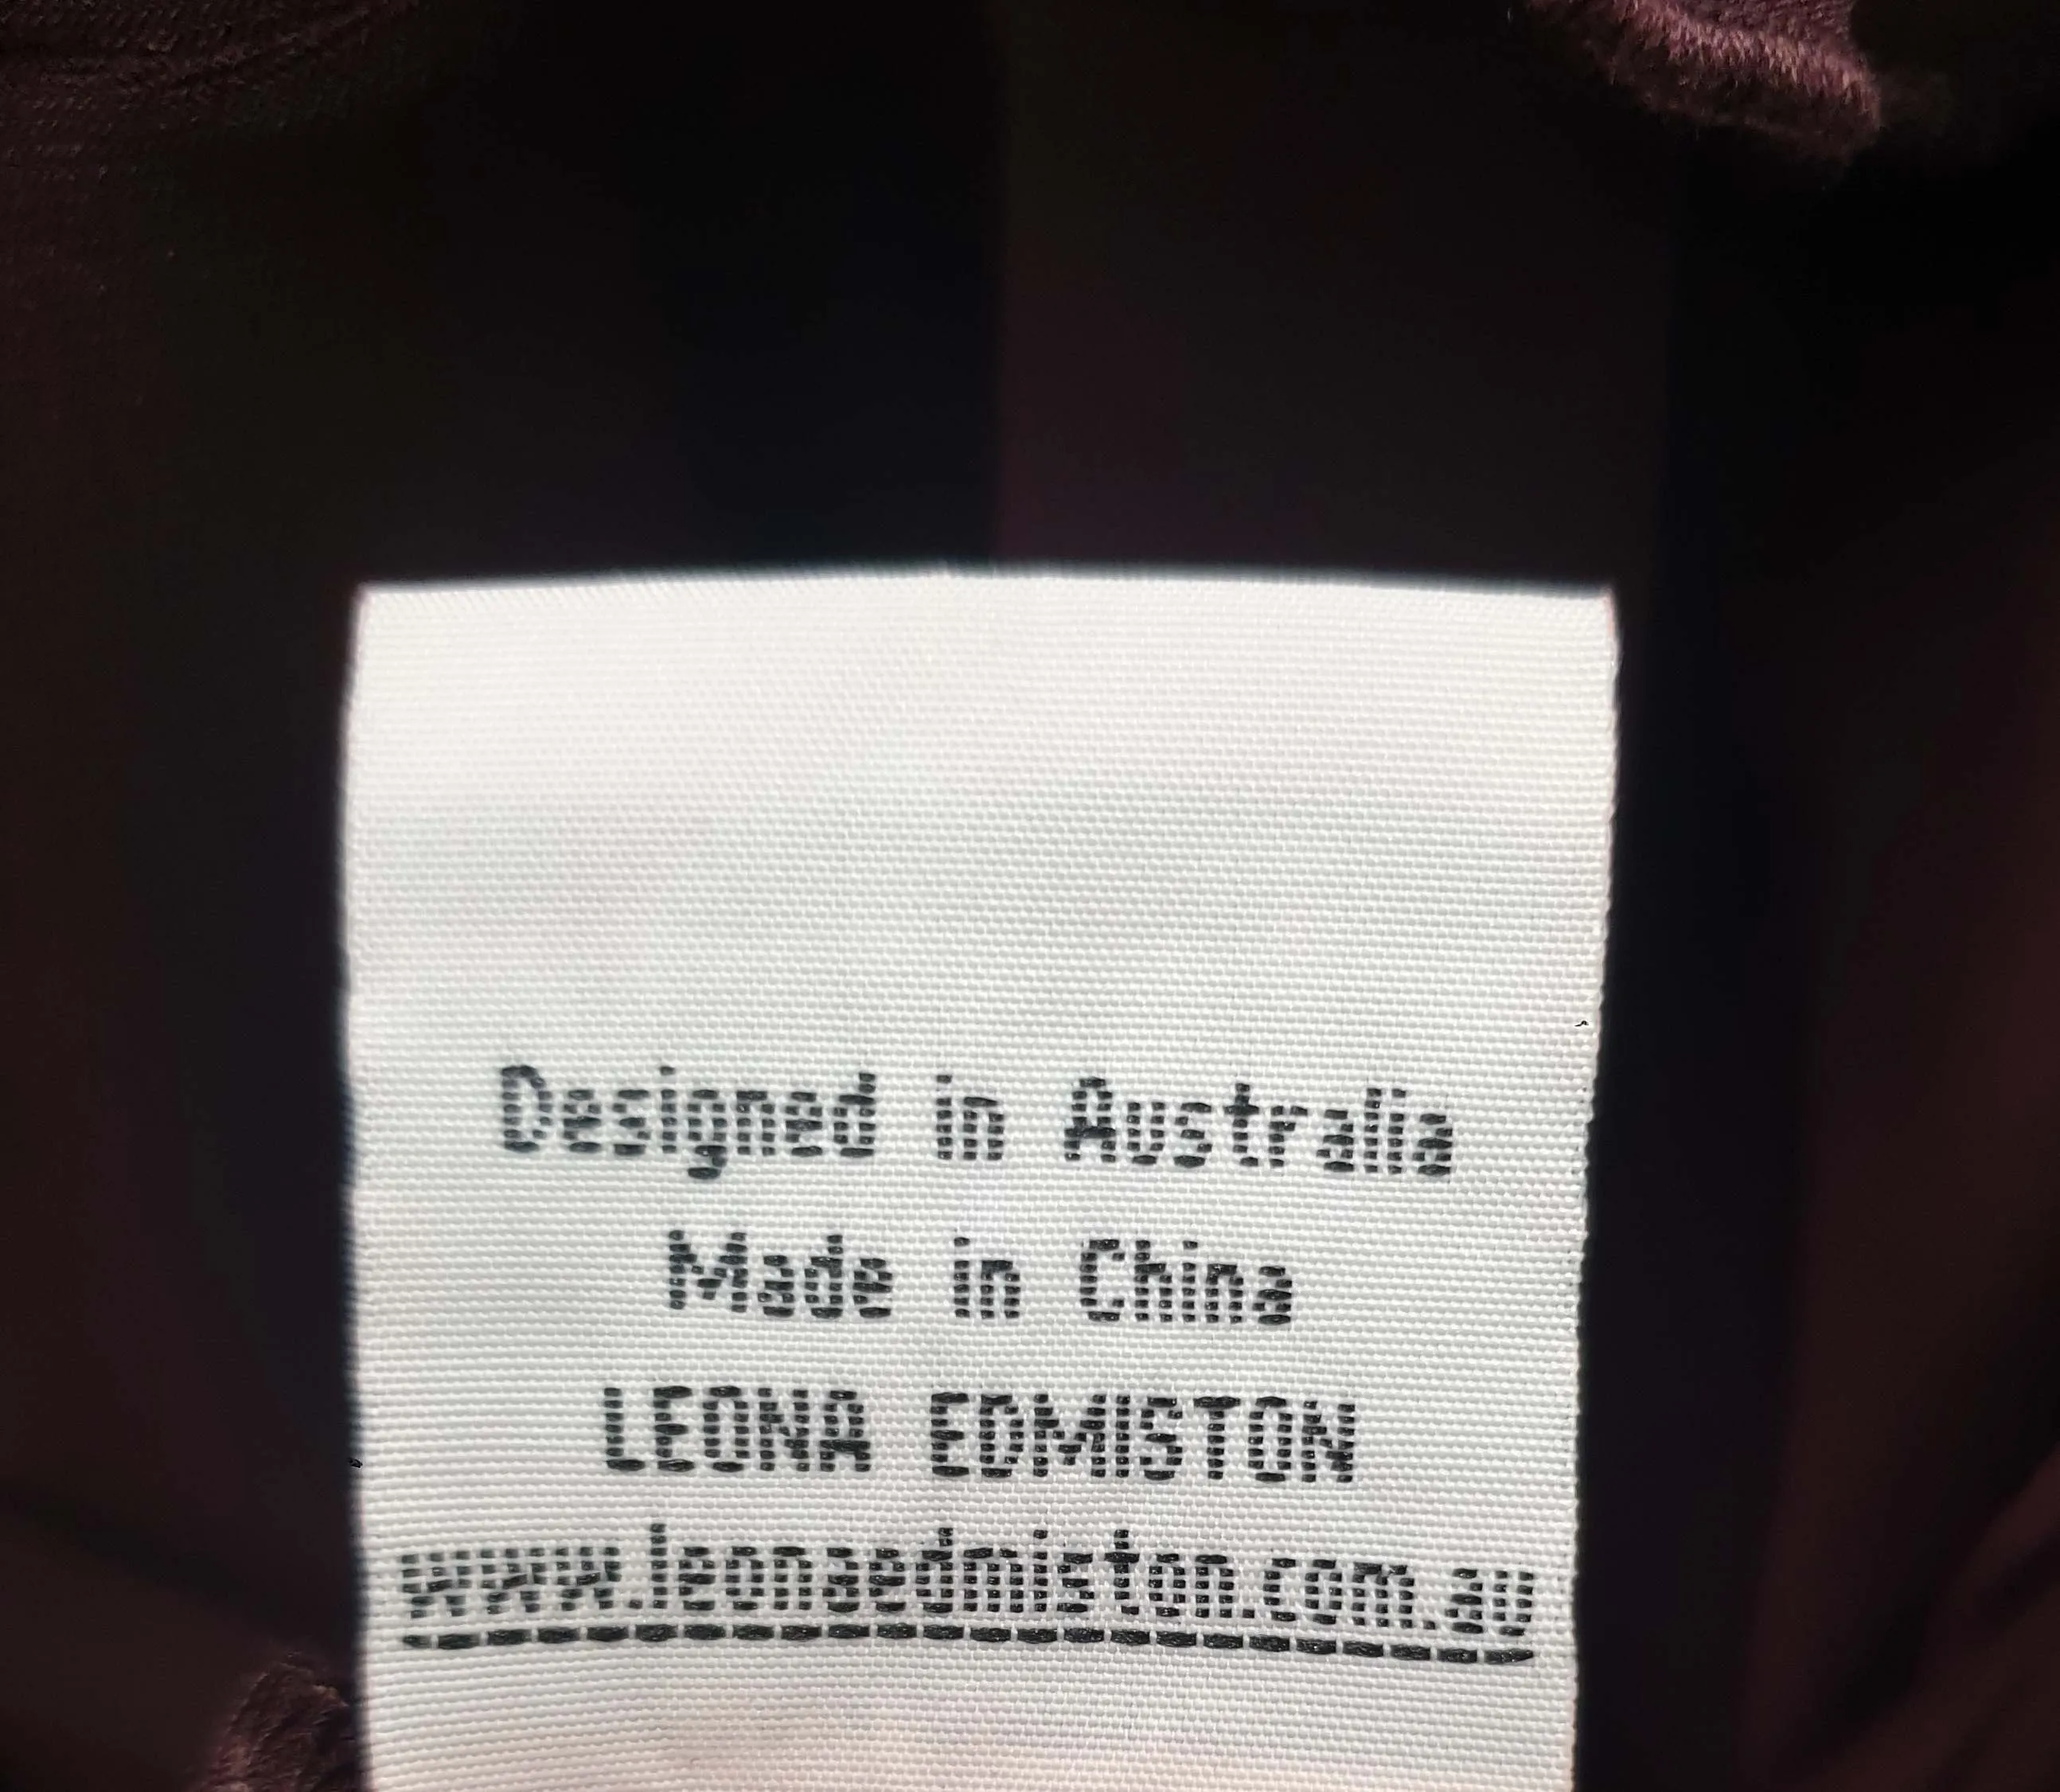 Designed in Australia
Made in China
LEONA EDMISTON
www.leonaedmiston.com.au